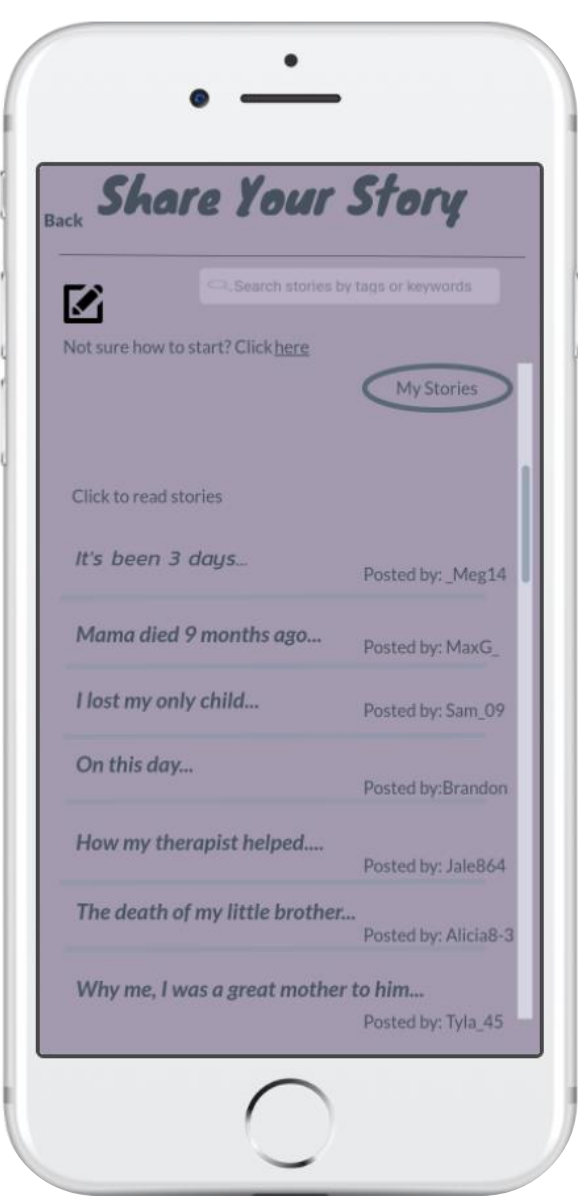 Share Your Story
Back
Search stories by tags or keywords
Not sure how to start? Click here
My Stories
Click to read stories
It's been 3 days...
Posted by: _Meg14
Mama died 9 months ago...
Posted by: MaxG_
I lost my only child...
Posted by: Sam_09
On this day...
Posted by:Brandon
How my therapist helped....
Posted by: Jale864
The death of my little brother...
Posted by: Alicia8-3
Why me, I was a great mother to him...
Posted by: Tyla_45